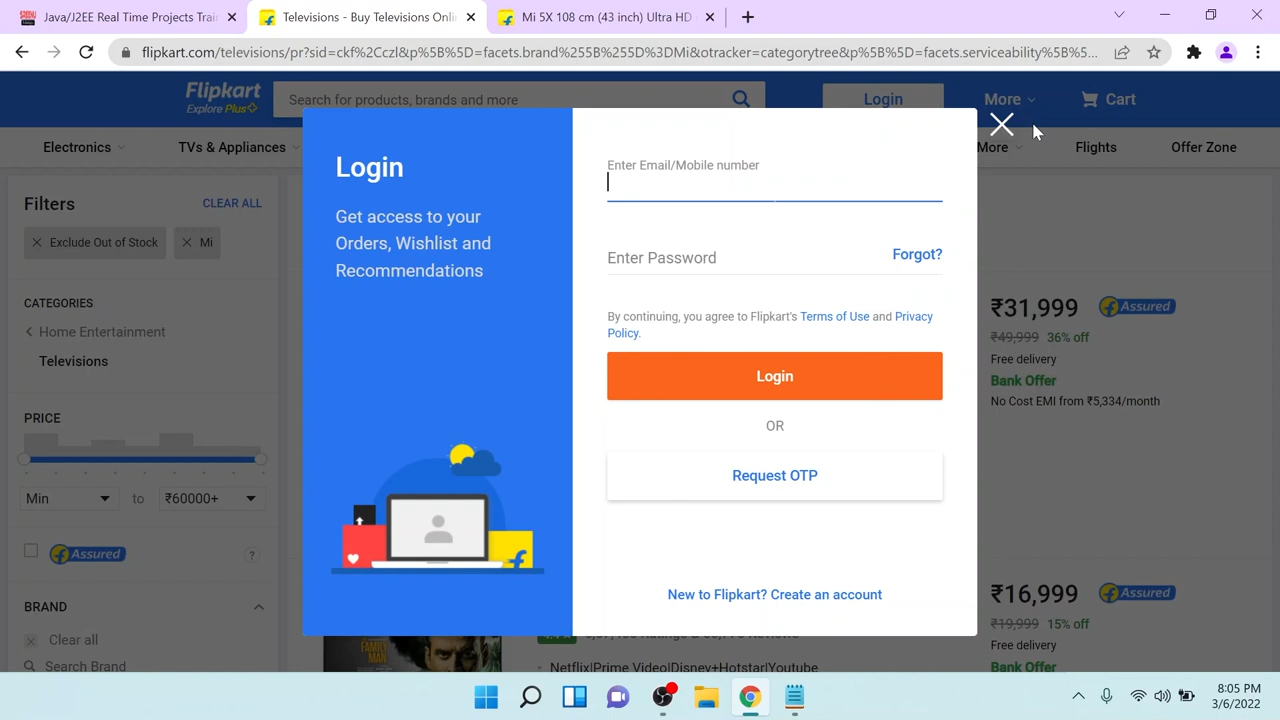 Java/J2EE Real Time Projects Trai
Televisions - Buy Televisions Onli
Mi 5X 108 cm (43 inch) Ultra HD
flipkart.com/televisions/pr?sid=ckf%2Cczl&p%5B%5D=facets.brand%255B%255D%3DMi&otracker=categorytree&p%5B%5D=facets.serviceability%5B%5...
Flipkart
Explore Plus
Search for products, brands and more
Login
More
Cart
Electronics
TVs & Appliances
More
Flights
Offer Zone
Filters
CLEAR ALL
Exclude Out of Stock
Mi
CATEGORIES
Home Entertainment
Televisions
PRICE
Min
to
₹60000+
Assured
?
BRAND
Clear all
Search Brand
Login
Get access to your
Orders, Wishlist and
Recommendations
Enter Email/Mobile number
Enter Password
Forgot?
By continuing, you agree to Flipkart's Terms of Use and Privacy
Policy.
Login
OR
Request OTP
New to Flipkart? Create an account
₹31,999
Assured
₹49,999 36% off
Free delivery
Bank Offer
No Cost EMI from ₹5,334/month
₹16,999
Assured
₹19,999 15% off
Free delivery
Bank Offer
FAMILY
MAN
Netflix|Prime Video|Disney+Hotstar|Youtube
8:05 PM
3/6/2022